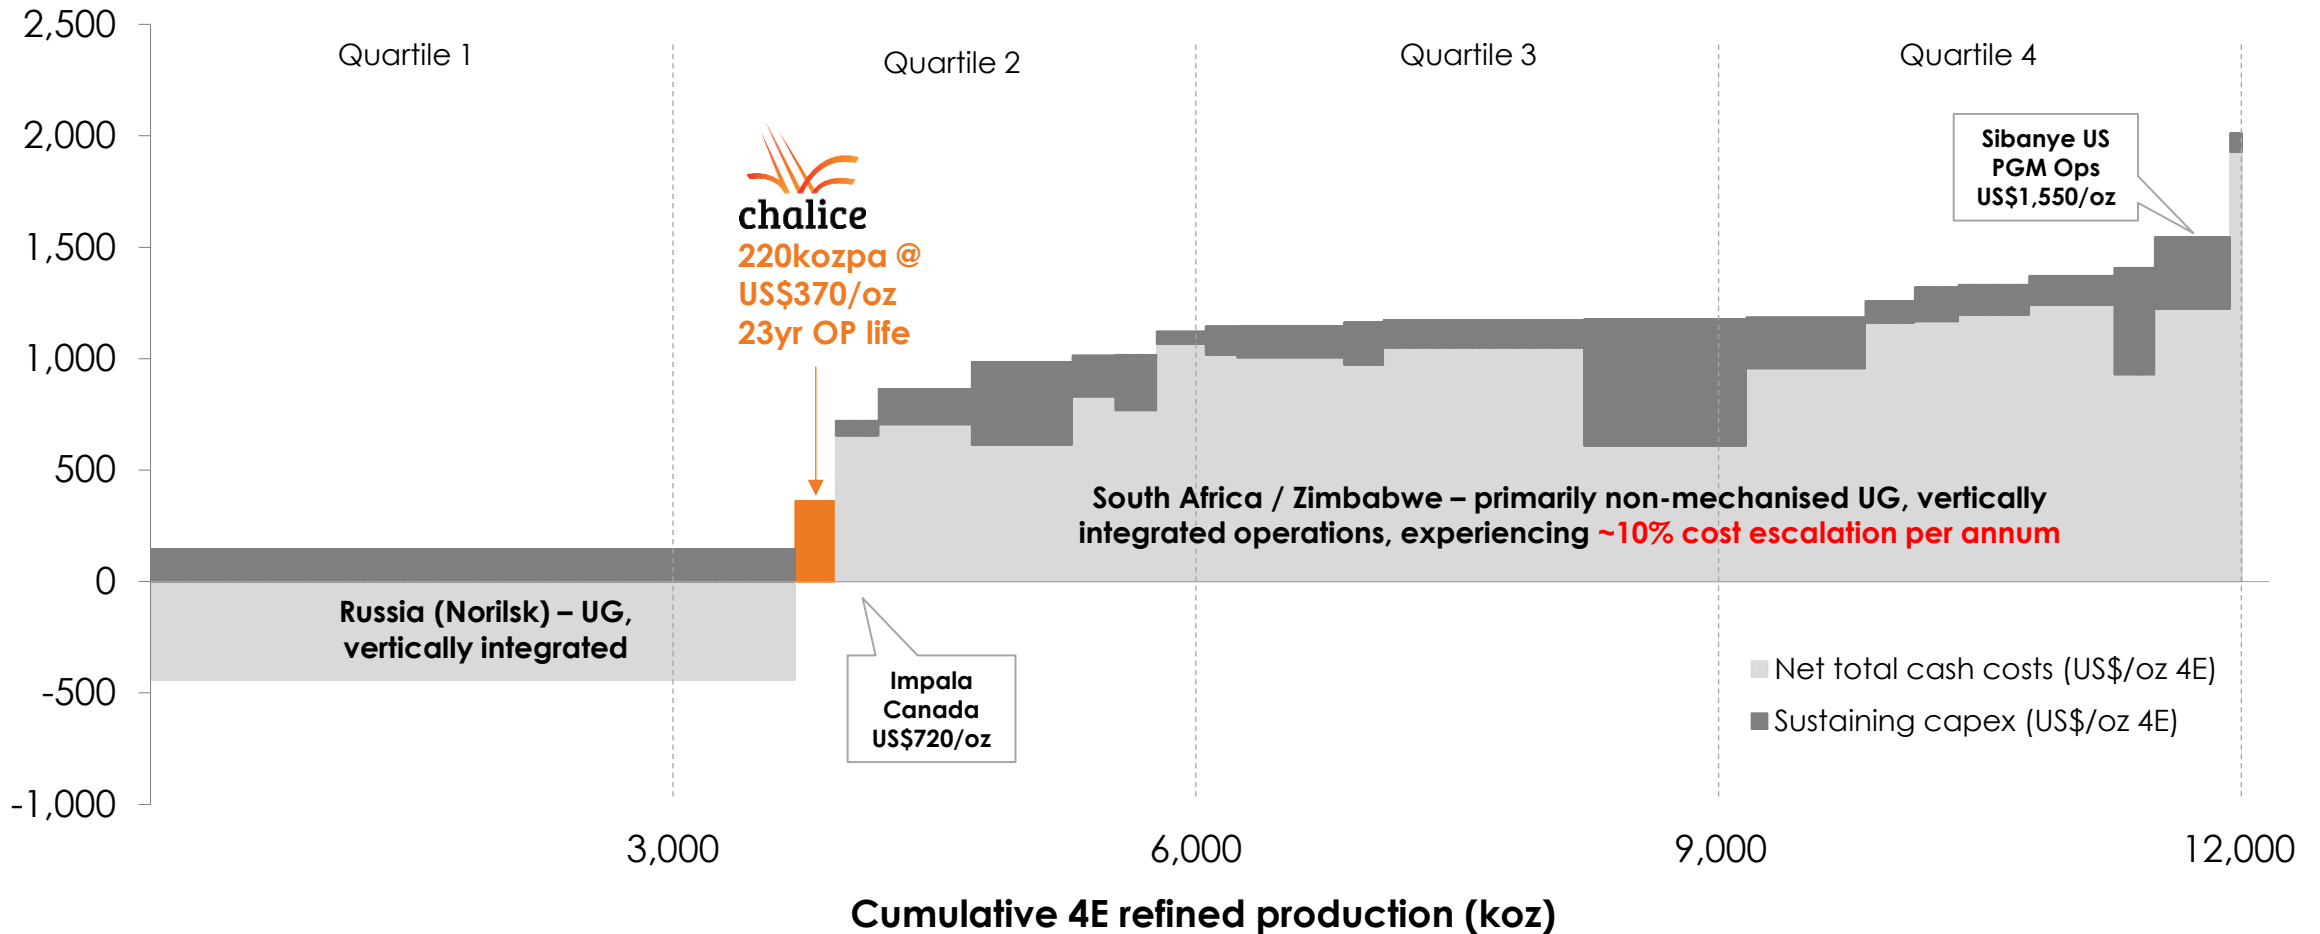 2,500
2,000
1,500
1,000
500
0
-500
-1,000
Quartile 1
Quartile 2
Quartile 3
Quartile 4
chalice
220kozpa @
US$370/oz
23yr OP life
Sibanye US
PGM Ops
US$1,550/oz
South Africa / Zimbabwe – primarily non-mechanised UG, vertically
integrated operations, experiencing ~10% cost escalation per annum
Russia (Norilsk) – UG,
vertically integrated
Impala
Canada
US$720/oz
Net total cash costs (US$/oz 4E)
Sustaining capex (US$/oz 4E)
3,000
6,000
9,000
12,000
Cumulative 4E refined production (koz)